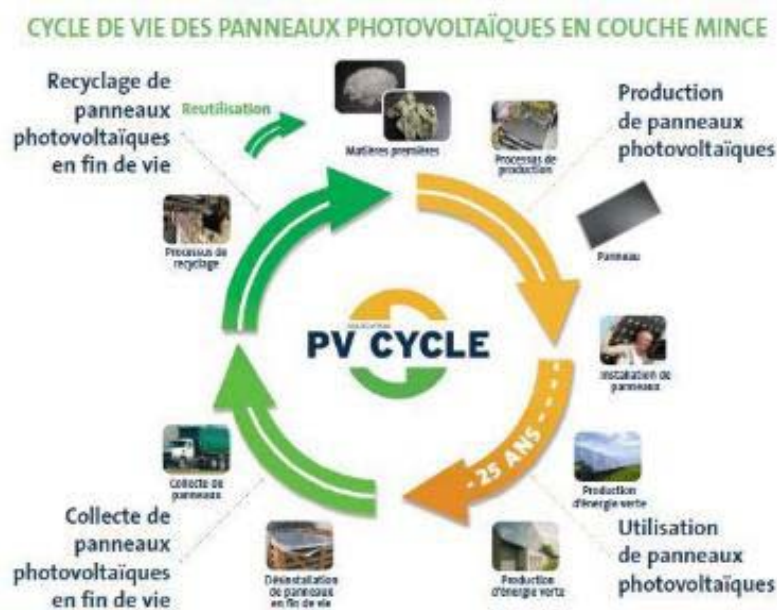 CYCLE DE VIE DES PANNEAUX PHOTOVOLTAÏQUES EN COUCHE MINCE
Recyclage de
panneaux
photovoltaïques
en fin de vie
Reutilisation
Matières premières
Processus de
production
Production
de panneaux
photovoltaïques
Processus de
recyclage
Panneau
PV CYCLE
Installation de
panneaux
- 25 ANS -
Collecte de
panneaux
Production
d'énergie verte
Collecte de
panneaux
photovoltaïques
en fin de vie
Désinstallation
de panneaux
en fin de vie
Production
d'énergie verte
Utilisation
de panneaux
photovoltaïques